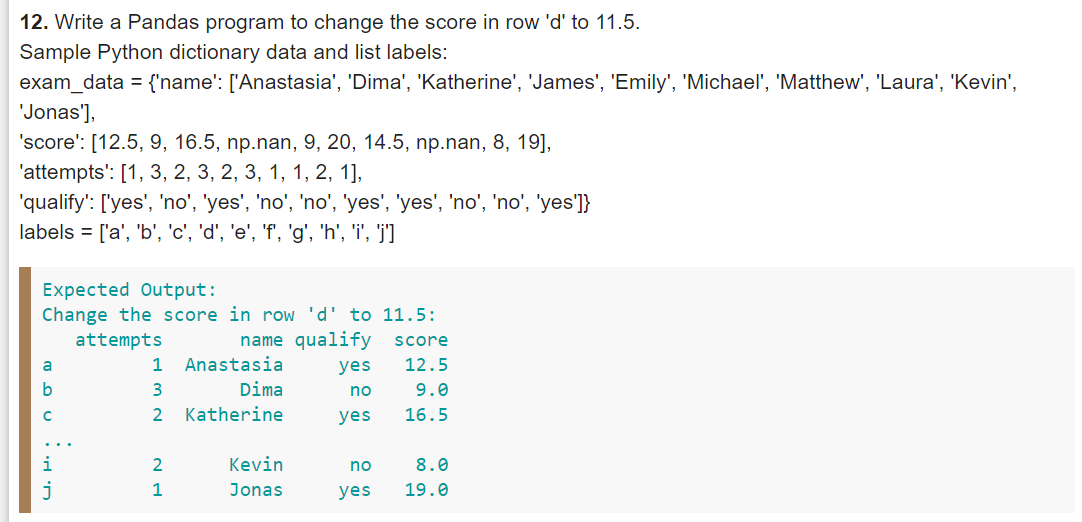 12. Write a Pandas program to change the score in row 'd' to 11.5.
Sample Python dictionary data and list labels:
exam_data = {'name': ['Anastasia', 'Dima', 'Katherine', 'James', 'Emily', 'Michael', 'Matthew', 'Laura', 'Kevin',
'Jonas'],
'score': [12.5, 9, 16.5, np.nan, 9, 20, 14.5, np.nan, 8, 19],
'attempts': [1, 3, 2, 3, 2, 3, 1, 1, 2, 1],
'qualify': ['yes', 'no', 'yes', 'no', 'no', 'yes', 'yes', 'no', 'no', 'yes']}
labels = ['a', 'b', 'c', 'd', 'e', 'f', 'g', 'h', 'i', 'j']
Expected Output:
Change the score in row 'd' to 11.5:
attempts name qualify score
a 1 Anastasia yes 12.5
b 3 Dima no 9.0
c 2 Katherine yes 16.5
...
i 2 Kevin no 8.0
j 1 Jonas yes 19.0